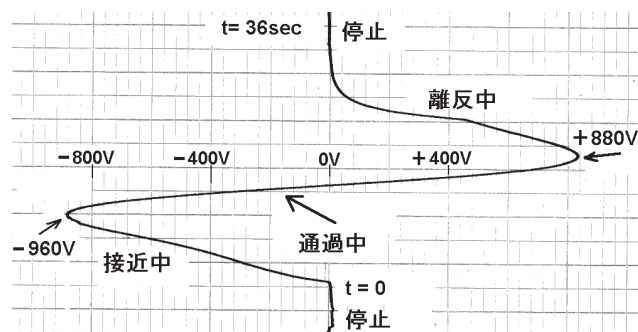 t= 36sec 停止
離反中
+880V
−800V −400V 0V +400V
通過中
−960V
接近中
t = 0
停止